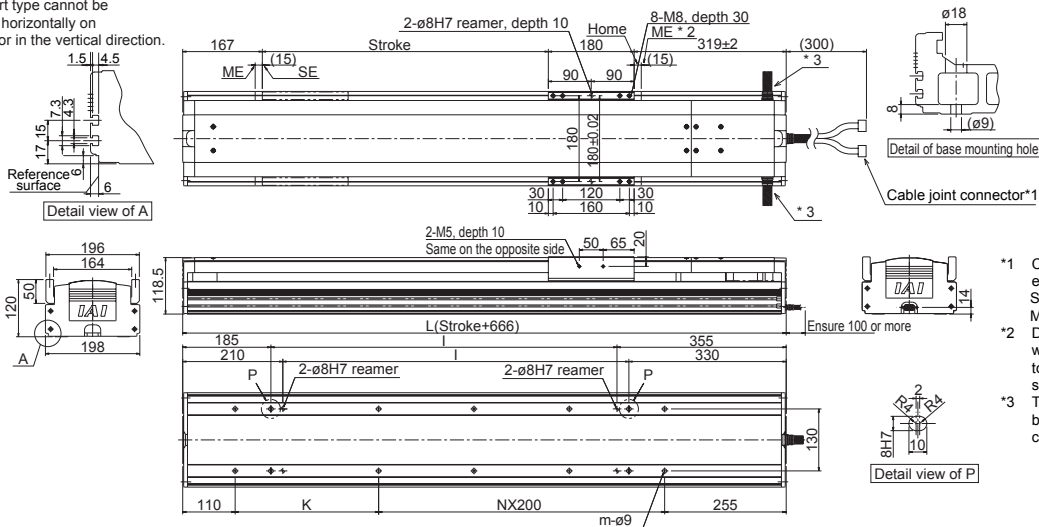 rt type cannot be
horizontally on
or in the vertical direction.
1.5 4.5
7.3
4.3
17 15
6
6
Reference surface
Detail view of A
2-ø8H7 reamer, depth 10
8-M8, depth 30
Home
ME * 2
167
Stroke
180
319±2
(300)
(15)
ME
SE
90 90
(15)
* 3
180
180±0.02
30 120 30
10 160 10
* 3
ø18
8
(ø9)
Detail of base mounting hole
Cable joint connector*1
196
164
50
120
IAI
A
198
2-M5, depth 10
Same on the opposite side
50 65
20
118.5
L(Stroke+666)
Ensure 100 or more
IAI
14
185
l
355
210
l
330
P
2-ø8H7 reamer
2-ø8H7 reamer
P
130
110
K
NX200
255
m-ø9
2
R4
R4
8H7
10
Detail view of P
*1 C
e
S
M
*2 D
w
to
s
*3 T
b
c